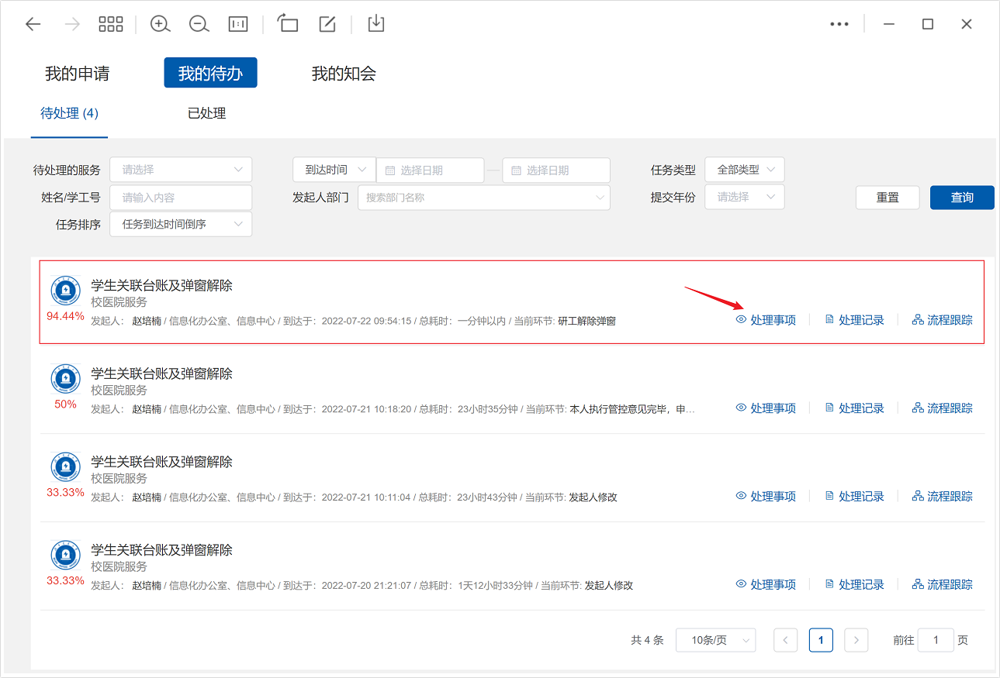 我的申请 我的待办 我的知会
待处理 (4) 已处理
待处理的服务 请选择 到达时间 选择日期 选择日期 任务类型 全部类型
姓名/学工号 请输入内容 发起人部门 搜索部门名称 提交年份 请选择 重置 查询
任务排序 任务到达时间倒序
学生关联台账及弹窗解除
校医院服务
94.44% 发起人： 赵培楠 / 信息化办公室、信息中心 / 到达于：2022-07-22 09:54:15 / 总耗时：一分钟以内 / 当前环节: 研工解除弹窗 处理事项 处理记录 流程跟踪
学生关联台账及弹窗解除
校医院服务
50% 发起人： 赵培楠 / 信息化办公室、信息中心 / 到达于：2022-07-21 10:18:20 / 总耗时：23小时35分钟 / 当前环节: 本人执行管控意见完毕，申... 处理事项 处理记录 流程跟踪
学生关联台账及弹窗解除
校医院服务
33.33% 发起人： 赵培楠 / 信息化办公室、信息中心 / 到达于：2022-07-21 10:11:04 / 总耗时：23小时43分钟 / 当前环节: 发起人修改 处理事项 处理记录 流程跟踪
学生关联台账及弹窗解除
校医院服务
33.33% 发起人： 赵培楠 / 信息化办公室、信息中心 / 到达于：2022-07-20 21:21:07 / 总耗时：1天12小时33分钟 / 当前环节: 发起人修改 处理事项 处理记录 流程跟踪
共 4 条 10条/页 1 前往 1 页